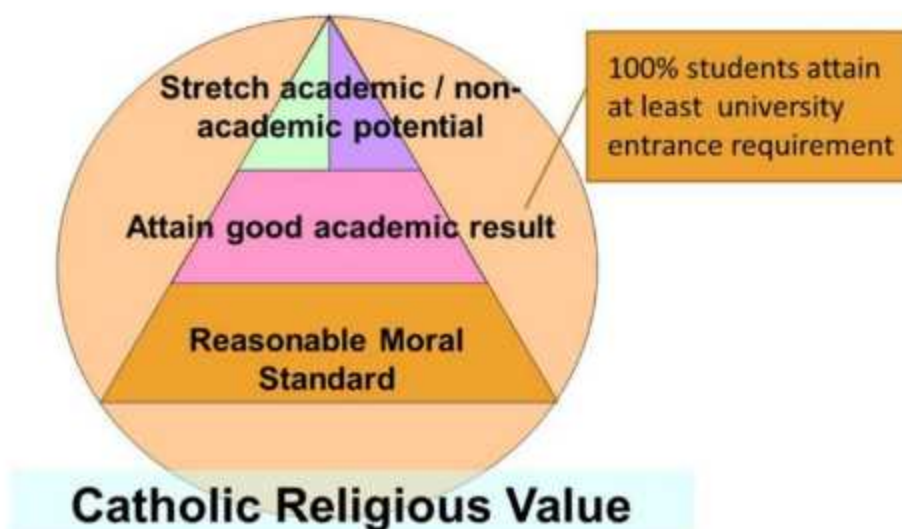 Stretch academic / non-
academic potential
100% students attain
at least university
entrance requirement
Attain good academic result
Reasonable Moral
Standard
Catholic Religious Value